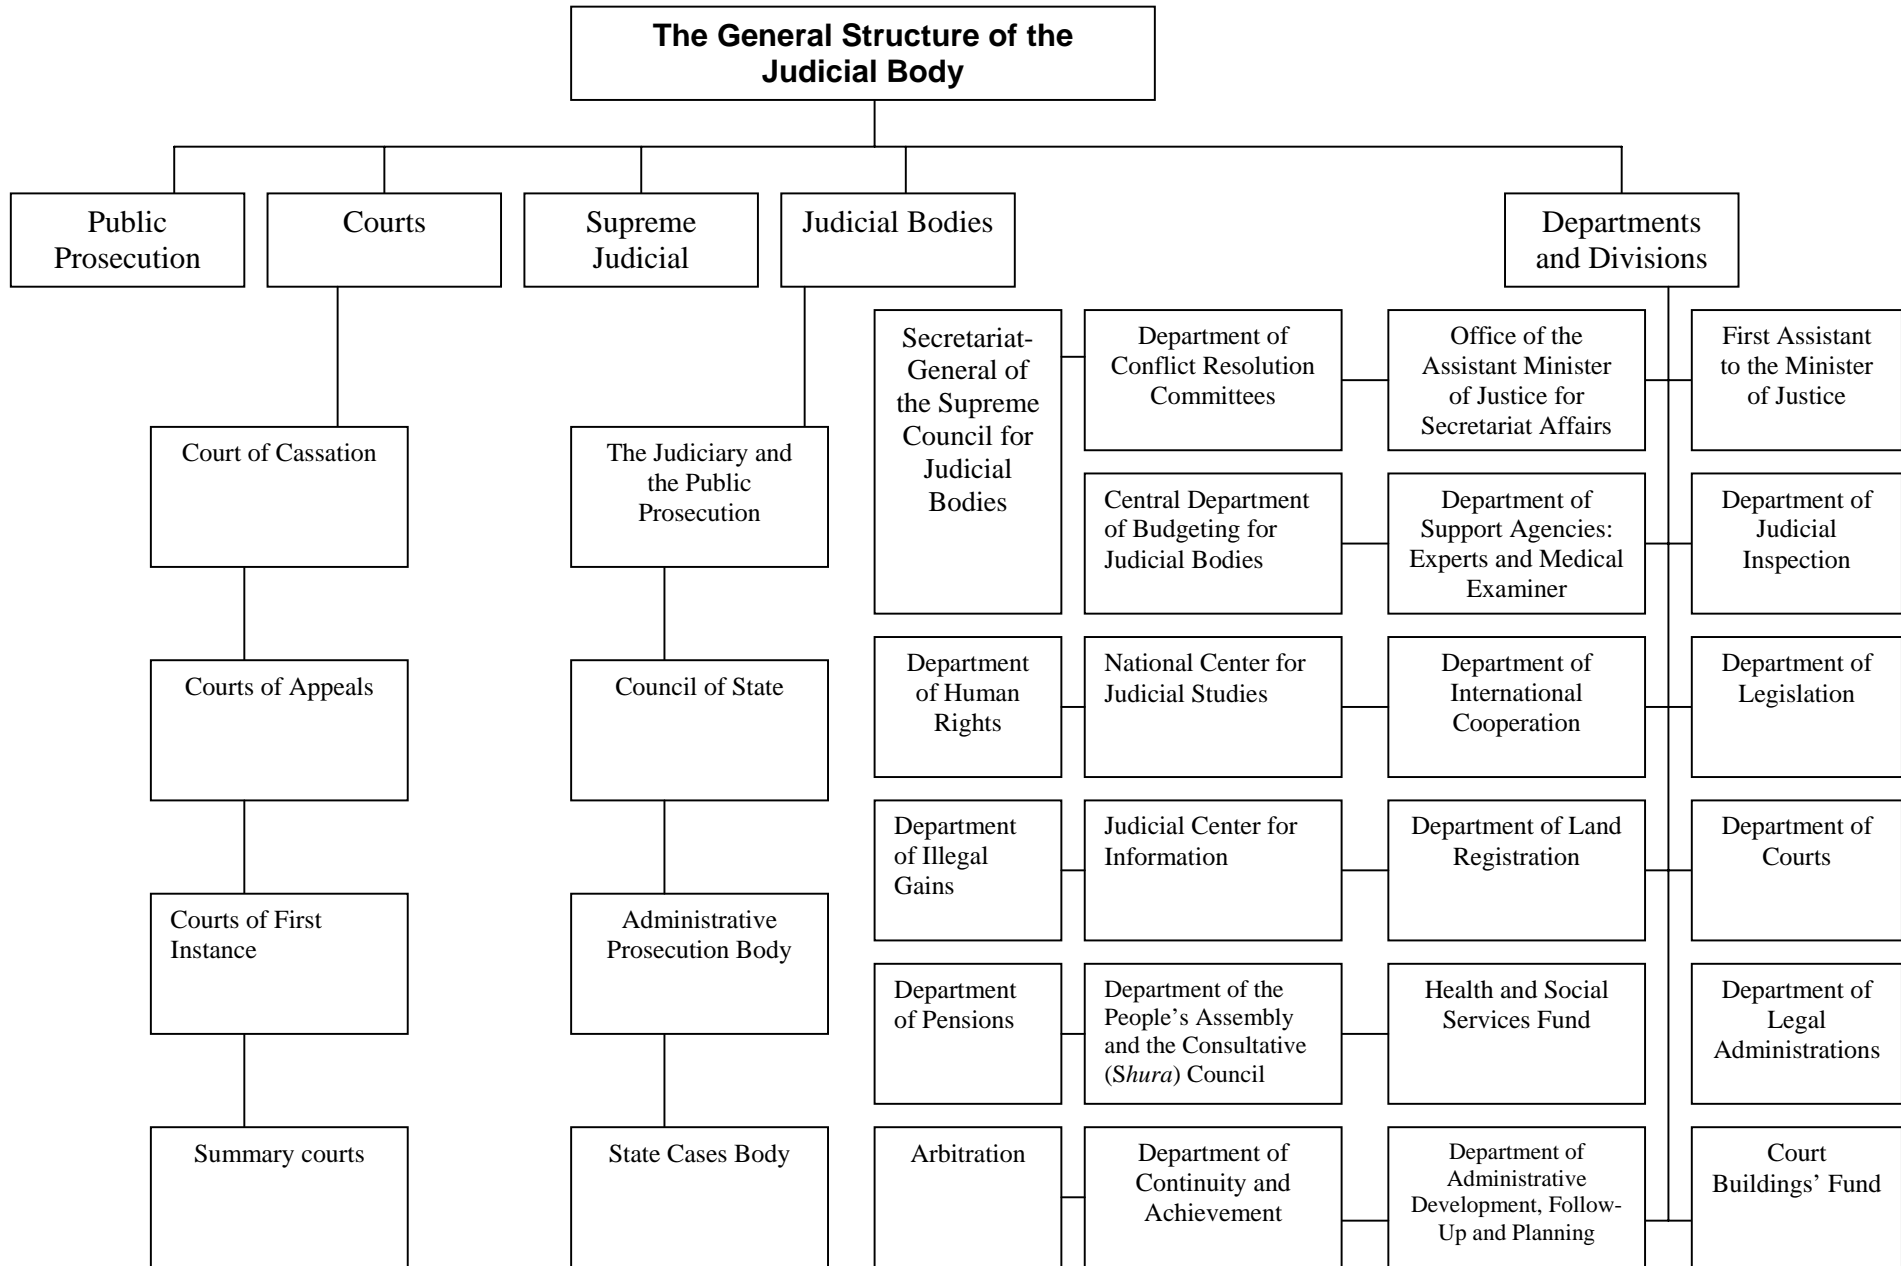 The General Structure of the
Judicial Body
Public
Prosecution
Courts
Supreme
Judicial
Judicial Bodies
Departments
and Divisions
Secretariat-
General of
the Supreme
Council for
Judicial
Bodies
Department of
Conflict Resolution
Committees
Office of the
Assistant Minister
of Justice for
Secretariat Affairs
First Assistant
to the Minister
of Justice
Court of Cassation
The Judiciary and
the Public
Prosecution
Central Department
of Budgeting for
Judicial Bodies
Department of
Support Agencies:
Experts and Medical
Examiner
Department of
Judicial
Inspection
Courts of Appeals
Council of State
Department
of Human
Rights
National Center for
Judicial Studies
Department of
International
Cooperation
Department of
Legislation
Department
of Illegal
Gains
Judicial Center for
Information
Department of Land
Registration
Department of
Courts
Courts of First
Instance
Administrative
Prosecution Body
Department
of Pensions
Department of the
People’s Assembly
and the Consultative
(Shura) Council
Health and Social
Services Fund
Department of
Legal
Administrations
Summary courts
State Cases Body
Arbitration
Department of
Continuity and
Achievement
Department of
Administrative
Development, Follow-
Up and Planning
Court
Buildings’ Fund